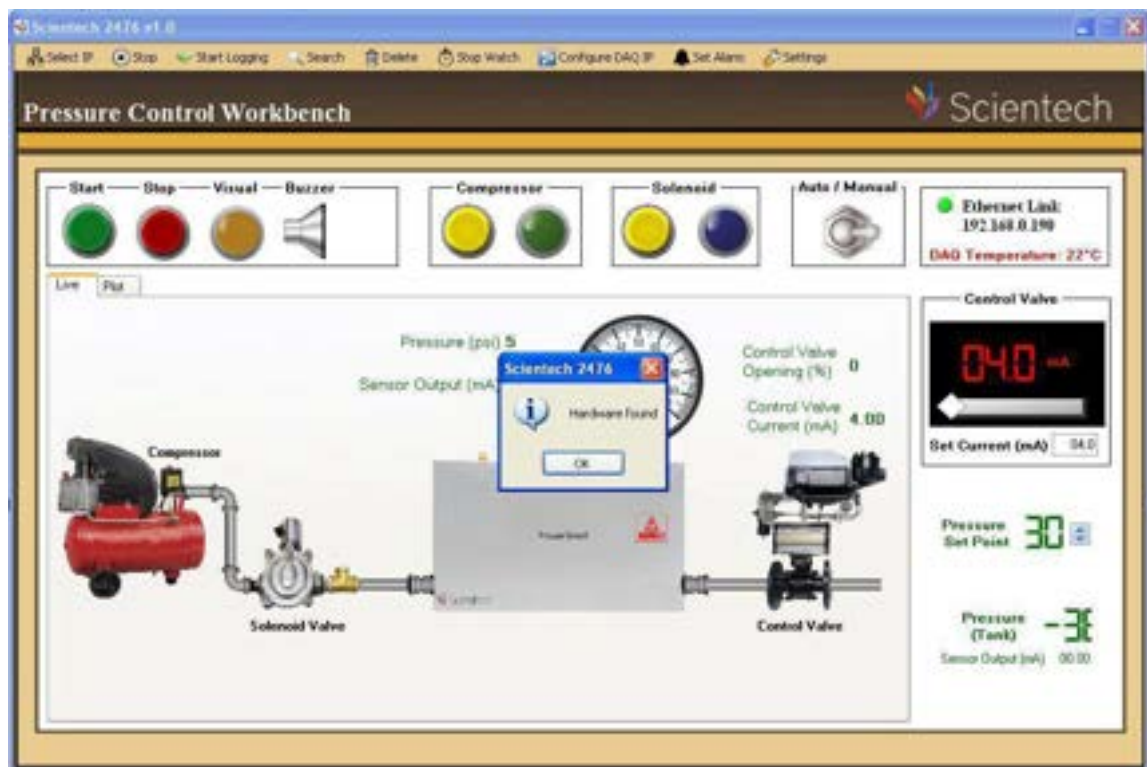 Scientech 2476 v1.0
Select IP Stop Start Logging Search Delete Stop Watch Configure DAQ IP Set Alarm Settings
Pressure Control Workbench
Scientech
Start Stop Visual Buzzer Compressor Solenoid Auto / Manual
Ethernet Link:
192.168.0.190
DAQ Temperature: 22°C
Live Plot
Control Valve
Pressure (psi) 5
Sensor Output (mA
Scientech 2476
Hardware Found
OK
Control Valve
Opening (%) 0
Control Valve
Current (mA) 4.00
04.0 mA
Set Current (mA) 04.0
Compressor
Solenoid Valve
Scientech
Control Valve
Pressure
Set Point 30
Pressure
(Tank)
Sensor Output (mA) 00.00